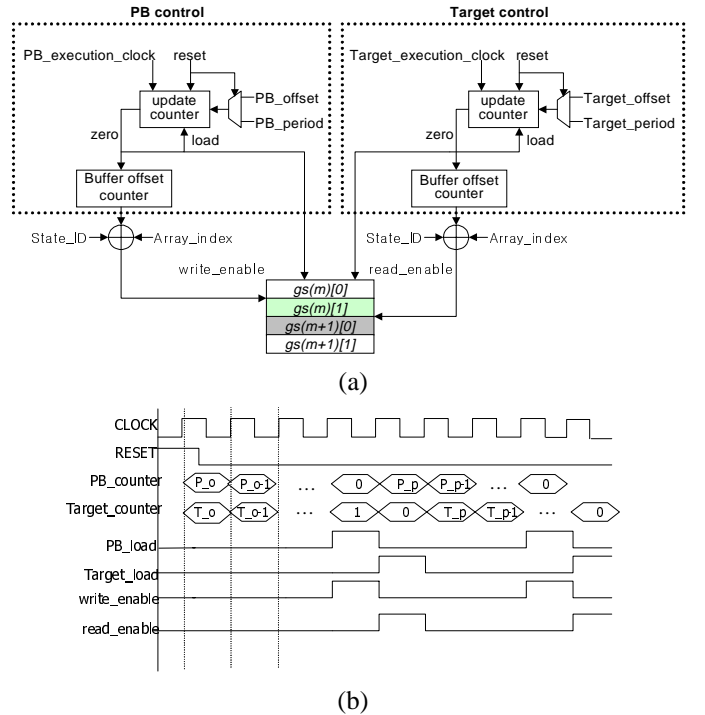 PB control
Target control
PB_execution_clock reset
Target_execution_clock reset
update counter
PB_offset
PB_period
zero
load
Buffer offset counter
update counter
Target_offset
Target_period
zero
load
Buffer offset counter
State_ID
Array_index
State_ID
Array_index
write_enable
read_enable
gs(m)[0]
gs(m)[1]
gs(m+1)[0]
gs(m+1)[1]
(a)
CLOCK
RESET
PB_counter P_o P_o-1 ... 0 P_p P_p-1 ... 0
Target_counter T_o T_o-1 ... 1 0 T_p T_p-1 ... 0
PB_load
Target_load
write_enable
read_enable
(b)